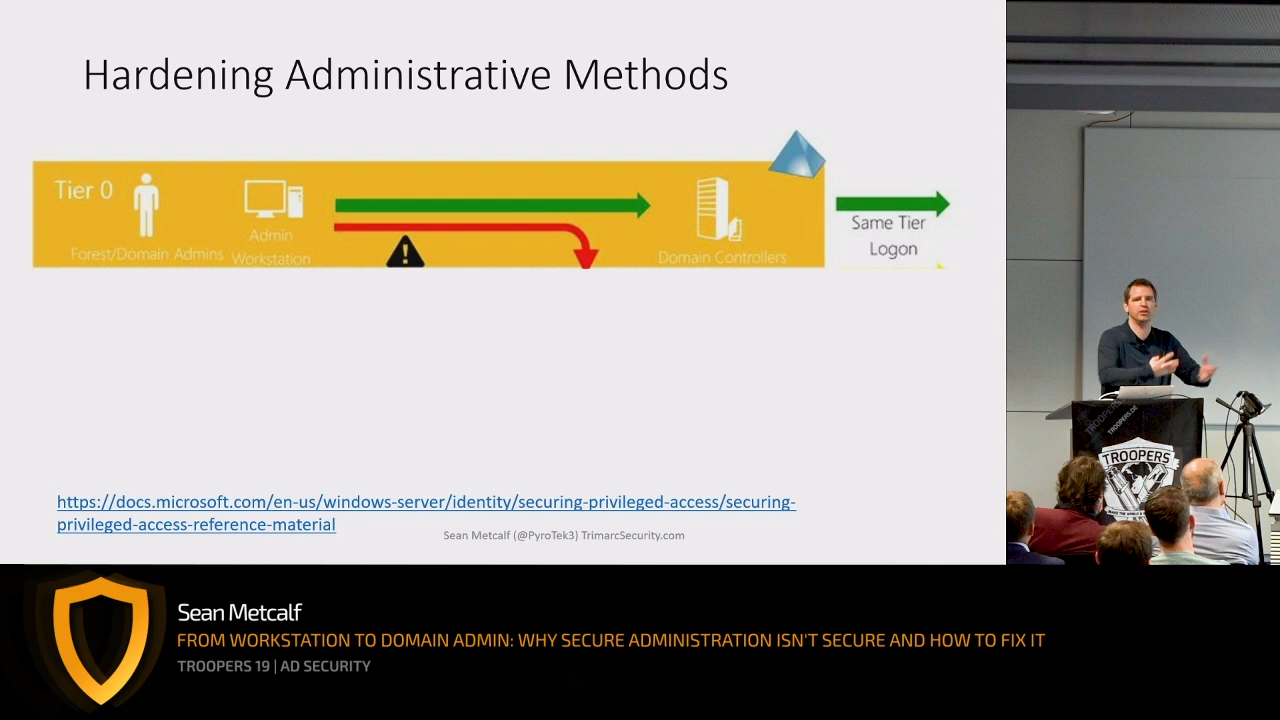 Hardening Administrative Methods
Tier 0
Forest/Domain Admins
Admin
Workstation
Domain Controllers
Same Tier
Logon
https://docs.microsoft.com/en-us/windows-server/identity/securing-privileged-access/securing-
privileged-access-reference-material
Sean Metcalf (@PyroTek3) TrimarcSecurity.com
TROOPERS
TROOPERS.DE
TROOPERS
Sean Metcalf
FROM WORKSTATION TO DOMAIN ADMIN: WHY SECURE ADMINISTRATION ISN'T SECURE AND HOW TO FIX IT
TROOPERS 19 | AD SECURITY